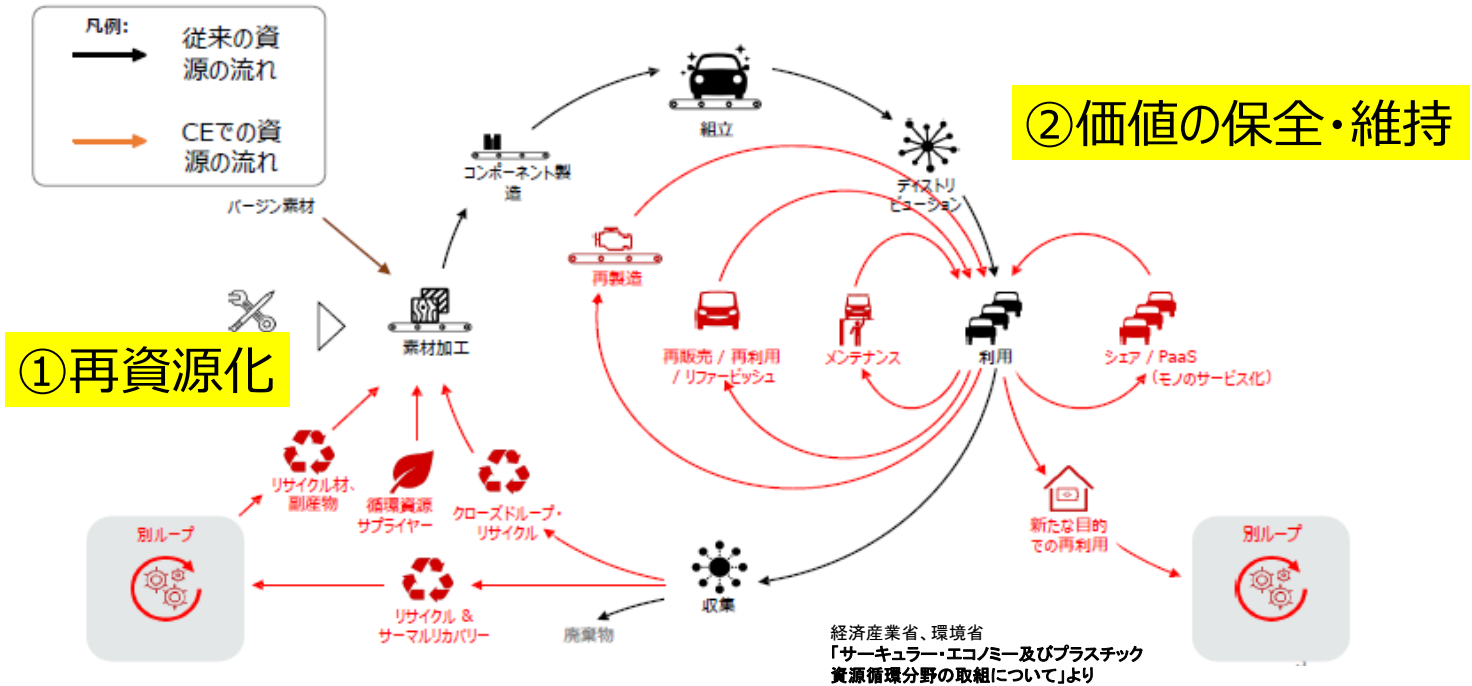 凡例:
従来の資
源の流れ
CEでの資
源の流れ
バージン素材
組立
②価値の保全・維持
コンポーネント製
造
ディストリ
ビューション
再製造
①再資源化
素材加工
再販売 / 再利用
/ リファービッシュ
メンテナンス
利用
シェア / PaaS
(モノのサービス化)
リサイクル材、
副産物
循環資源
サプライヤー
クローズドループ・
リサイクル
新たな目的
での再利用
別ループ
別ループ
リサイクル &
サーマルリカバリー
収集
廃棄物
経済産業省、環境省
「サーキュラー・エコノミー及びプラスチック
資源循環分野の取組について」より